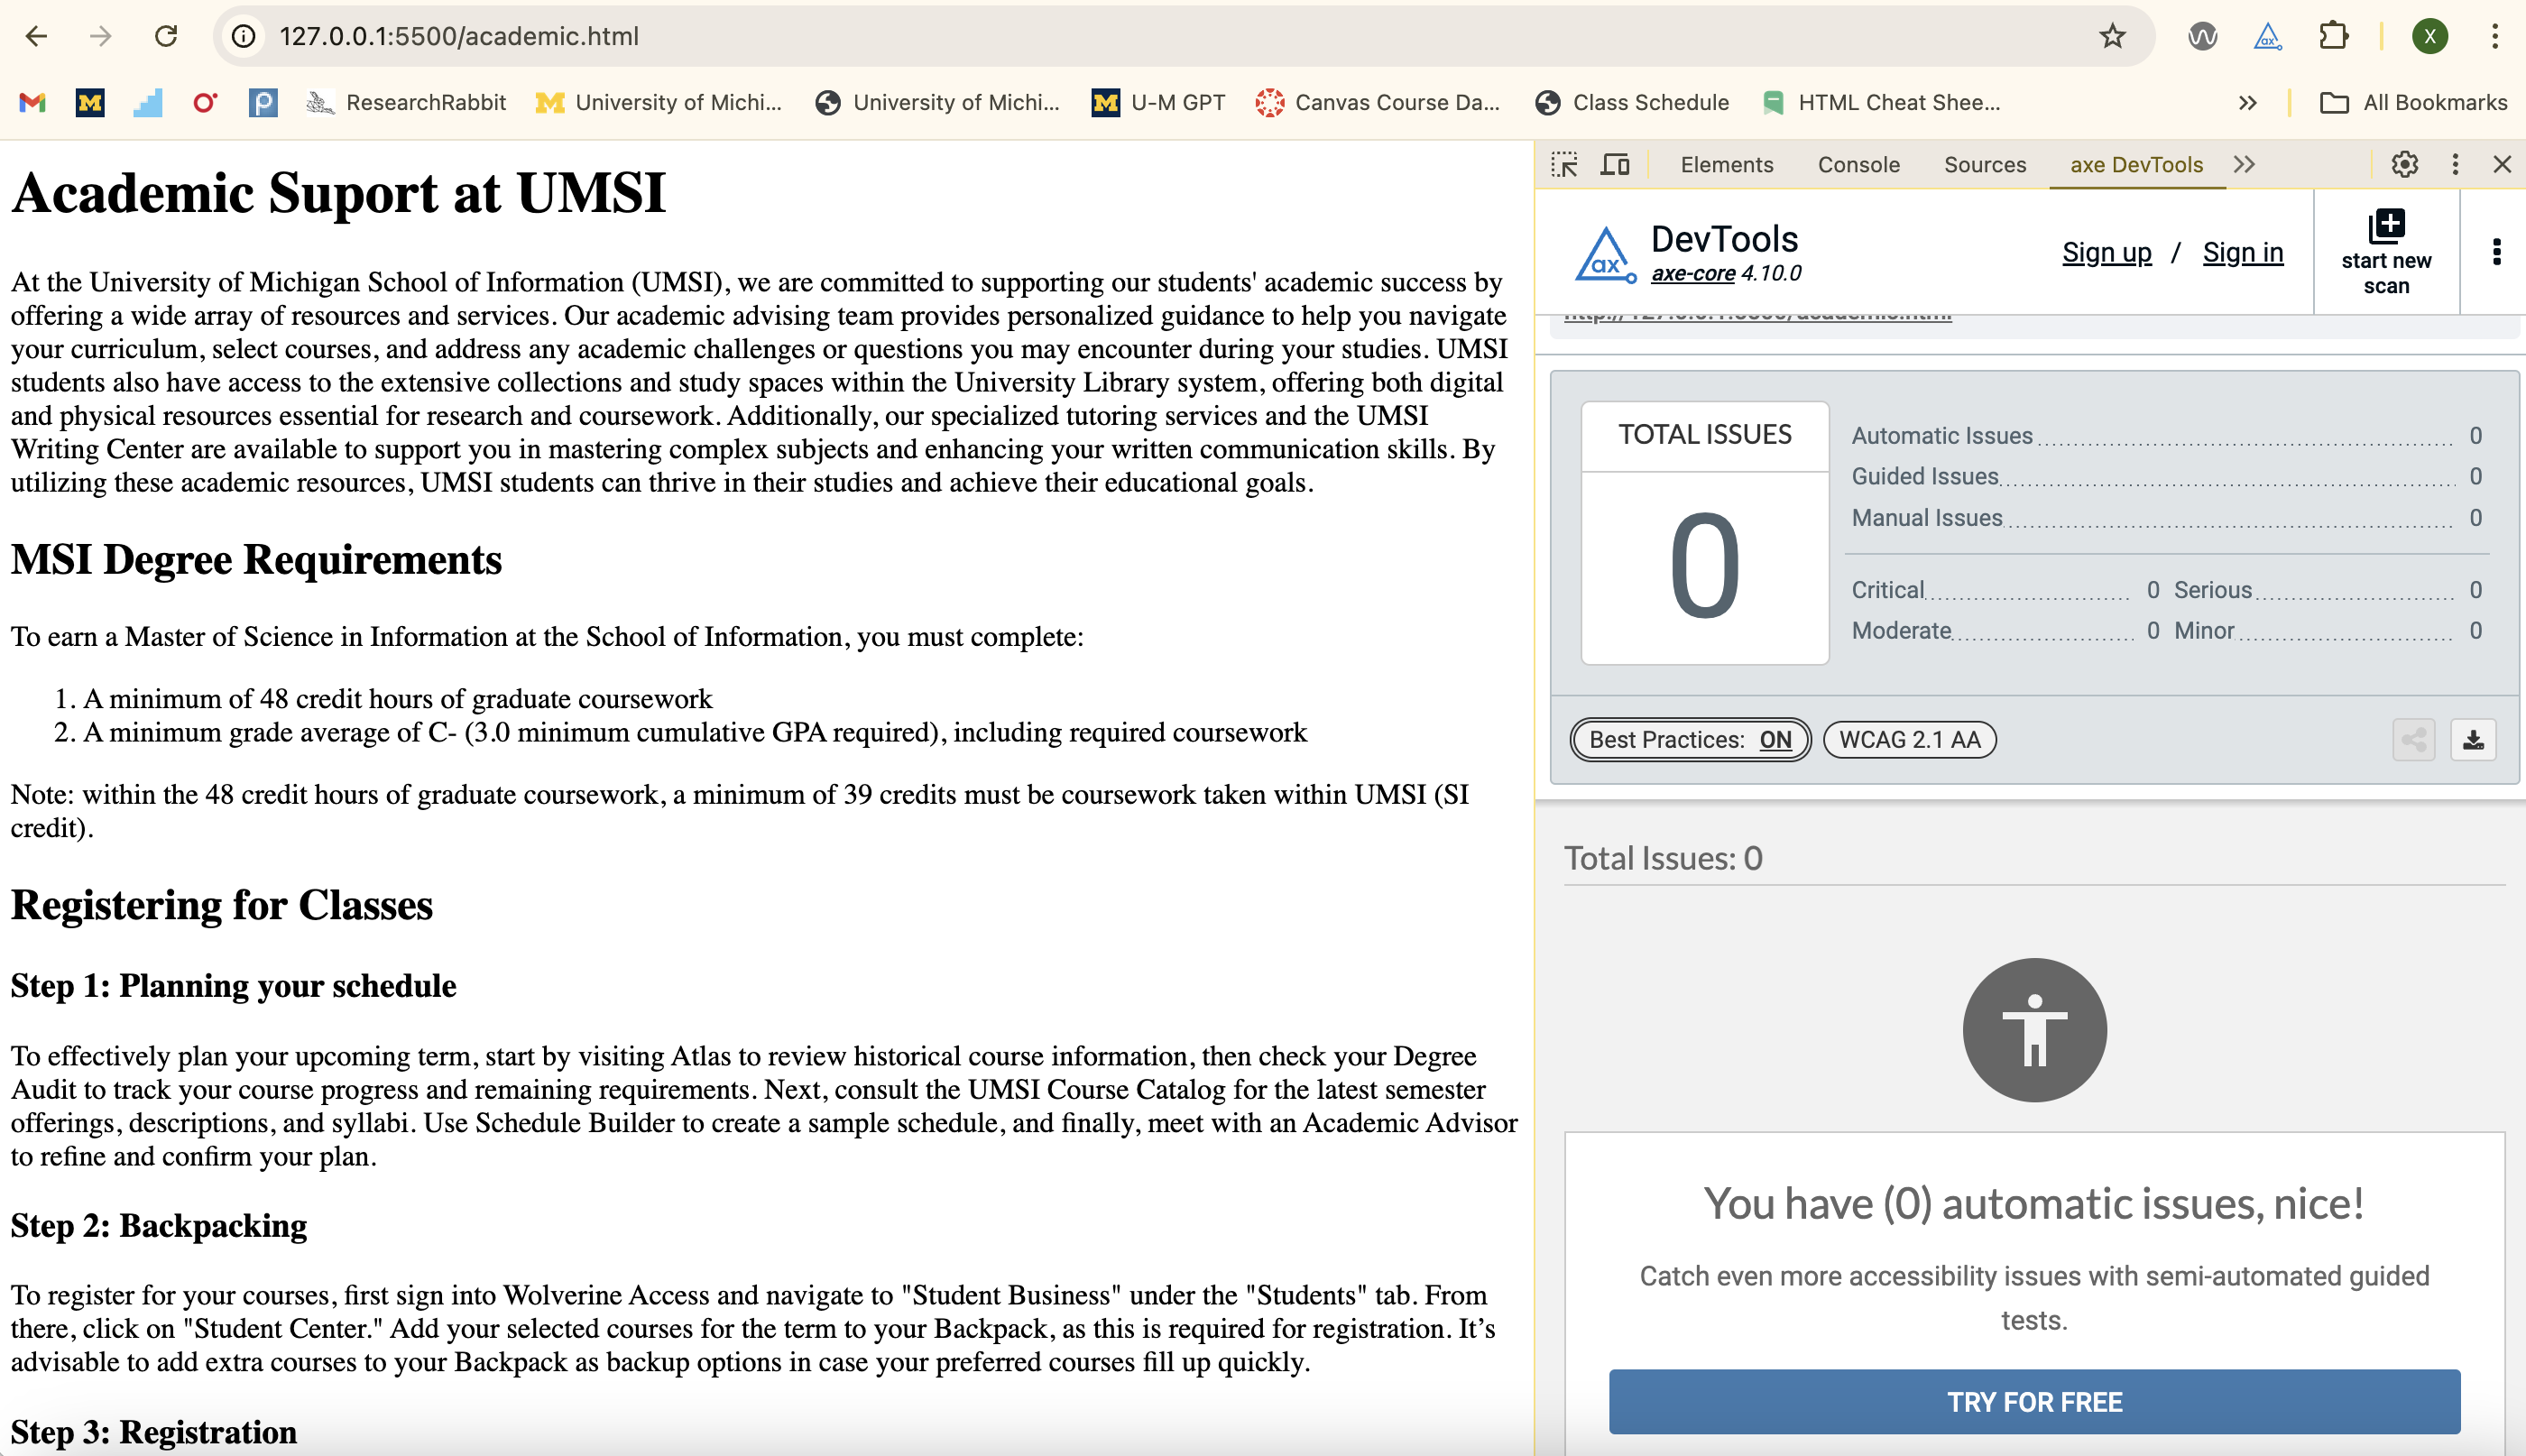 127.0.0.1:5500/academic.html
X
ResearchRabbit
University of Michi...
University of Michi...
U-M GPT
Canvas Course Da...
Class Schedule
HTML Cheat Shee...
All Bookmarks
Academic Suport at UMSI
At the University of Michigan School of Information (UMSI), we are committed to supporting our students' academic success by
offering a wide array of resources and services. Our academic advising team provides personalized guidance to help you navigate
your curriculum, select courses, and address any academic challenges or questions you may encounter during your studies. UMSI
students also have access to the extensive collections and study spaces within the University Library system, offering both digital
and physical resources essential for research and coursework. Additionally, our specialized tutoring services and the UMSI
Writing Center are available to support you in mastering complex subjects and enhancing your written communication skills. By
utilizing these academic resources, UMSI students can thrive in their studies and achieve their educational goals.
MSI Degree Requirements
To earn a Master of Science in Information at the School of Information, you must complete:
1. A minimum of 48 credit hours of graduate coursework
2. A minimum grade average of C- (3.0 minimum cumulative GPA required), including required coursework
Note: within the 48 credit hours of graduate coursework, a minimum of 39 credits must be coursework taken within UMSI (SI
credit).
Registering for Classes
Step 1: Planning your schedule
To effectively plan your upcoming term, start by visiting Atlas to review historical course information, then check your Degree
Audit to track your course progress and remaining requirements. Next, consult the UMSI Course Catalog for the latest semester
offerings, descriptions, and syllabi. Use Schedule Builder to create a sample schedule, and finally, meet with an Academic Advisor
to refine and confirm your plan.
Step 2: Backpacking
To register for your courses, first sign into Wolverine Access and navigate to "Student Business" under the "Students" tab. From
there, click on "Student Center." Add your selected courses for the term to your Backpack, as this is required for registration. It’s
advisable to add extra courses to your Backpack as backup options in case your preferred courses fill up quickly.
Step 3: Registration
Elements Console Sources axe DevTools
ax DevTools
axe-core 4.10.0
Sign up / Sign in
start new
scan
http://127.0.0.1:5500/academic.html
TOTAL ISSUES
0
Automatic Issues 0
Guided Issues 0
Manual Issues 0
Critical 0 Serious 0
Moderate 0 Minor 0
Best Practices: ON WCAG 2.1 AA
Total Issues: 0
You have (0) automatic issues, nice!
Catch even more accessibility issues with semi-automated guided
tests.
TRY FOR FREE